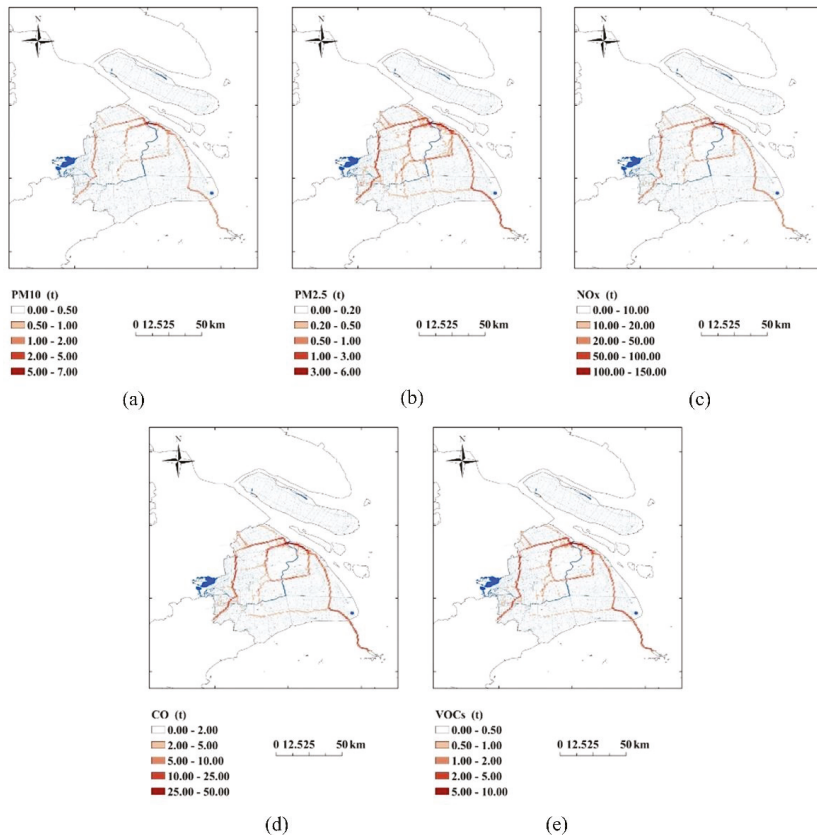 N
N
N
PM10 (t)
0.00 - 0.50
0.50 - 1.00
1.00 - 2.00
2.00 - 5.00
5.00 - 7.00
0 12.525 50 km
(a)
PM2.5 (t)
0.00 - 0.20
0.20 - 0.50
0.50 - 1.00
1.00 - 3.00
3.00 - 6.00
0 12.525 50 km
(b)
NOx (t)
0.00 - 10.00
10.00 - 20.00
20.00 - 50.00
50.00 - 100.00
100.00 - 150.00
0 12.525 50 km
(c)
N
N
CO (t)
0.00 - 2.00
2.00 - 5.00
5.00 - 10.00
10.00 - 25.00
25.00 - 50.00
0 12.525 50 km
(d)
VOCs (t)
0.00 - 0.50
0.50 - 1.00
1.00 - 2.00
2.00 - 5.00
5.00 - 10.00
0 12.525 50 km
(e)